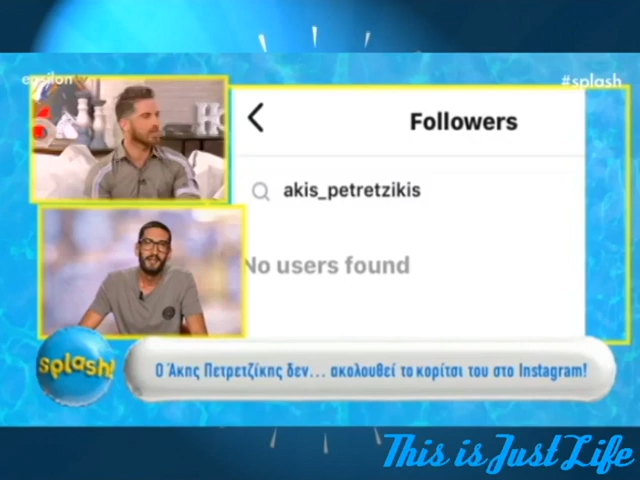 epsilon
#splash
Followers
akis_petretzikis
No users found
splash!
Ο Άκης Πετρετζίκης δεν... ακολουθεί το κορίτσι του στο Instagram!
This is Just Life